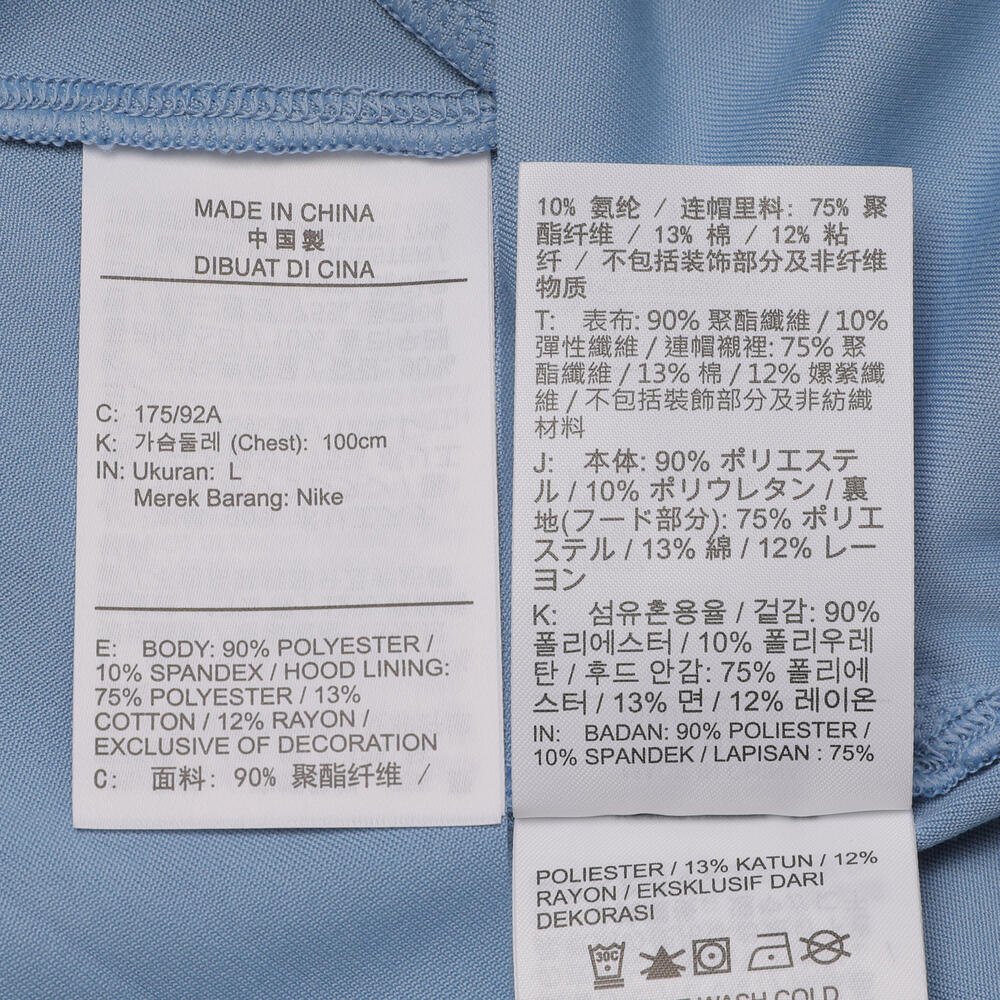 MADE IN CHINA
中国製
DIBUAT DI CINA
C: 175/92A
K: 가슴둘레 (Chest): 100cm
IN: Ukuran: L
Merek Barang: Nike
E: BODY: 90% POLYESTER /
10% SPANDEX / HOOD LINING:
75% POLYESTER / 13%
COTTON / 12% RAYON /
EXCLUSIVE OF DECORATION
C: 面料: 90% 聚酯纤维 /
10% 氨纶 / 连帽里料: 75% 聚
酯纤维 / 13% 棉 / 12% 粘
纤 / 不包括装饰部分及非纤维
物质
T: 表布: 90% 聚酯纖維 / 10%
彈性纖維 / 連帽襯裡: 75% 聚
酯纖維 / 13% 棉 / 12% 嫘縈纖
維 / 不包括裝飾部分及非紡織
材料
J: 本体: 90% ポリエステ
ル / 10% ポリウレタン / 裏
地(フード部分): 75% ポリエ
ステル / 13% 綿 / 12% レー
ヨン
K: 섬유혼용율 / 겉감: 90%
폴리에스터 / 10% 폴리우레
탄 / 후드 안감: 75% 폴리에
스터 / 13% 면 / 12% 레이온
IN: BADAN: 90% POLIESTER /
10% SPANDEK / LAPISAN : 75%
POLIESTER / 13% KATUN / 12%
RAYON / EKSKLUSIF DARI
DEKORASI
30C
WASH COLD